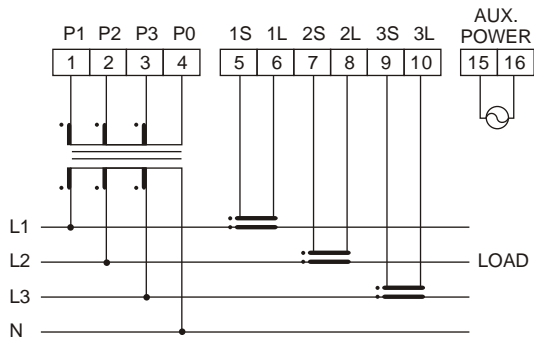 P1 P2 P3 P0 1S 1L 2S 2L 3S 3L AUX. POWER
1 2 3 4 5 6 7 8 9 10 15 16
L1
L2 LOAD
L3
N